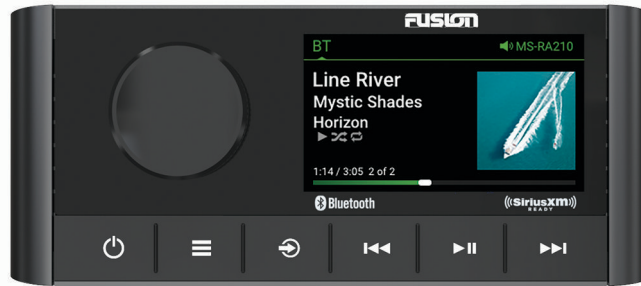 FUSION
BT
MS-RA210
Line River
Mystic Shades
Horizon
1:14 / 3:05 2 of 2
Bluetooth
((SiriusXM))
READY